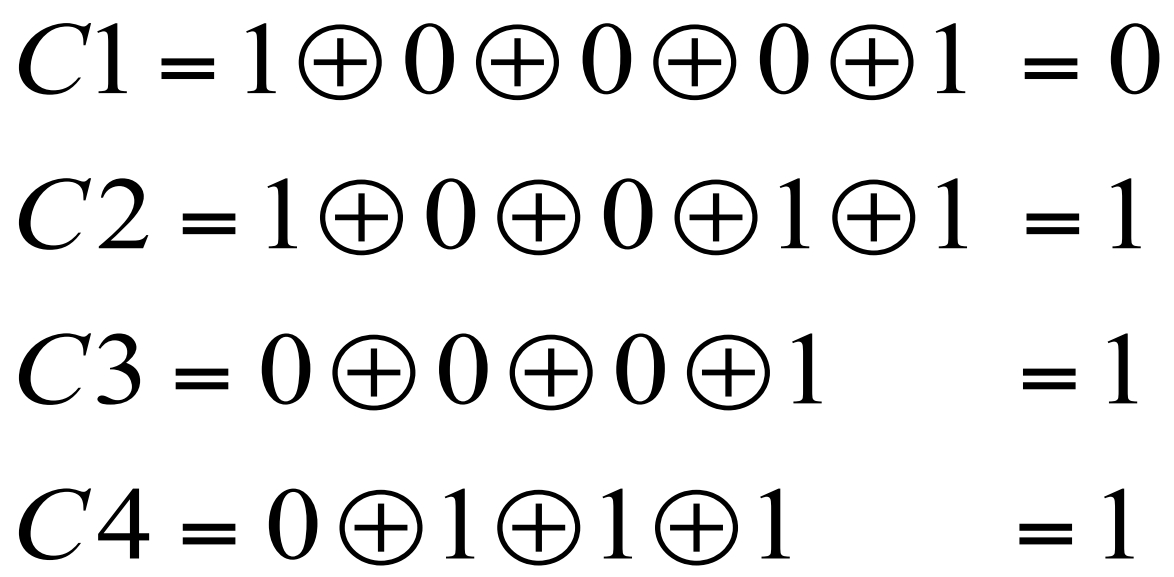 C1 = 1 ⊕ 0 ⊕ 0 ⊕ 0 ⊕ 1 = 0
C2 = 1 ⊕ 0 ⊕ 0 ⊕ 1 ⊕ 1 = 1
C3 = 0 ⊕ 0 ⊕ 0 ⊕ 1 = 1
C4 = 0 ⊕ 1 ⊕ 1 ⊕ 1 = 1